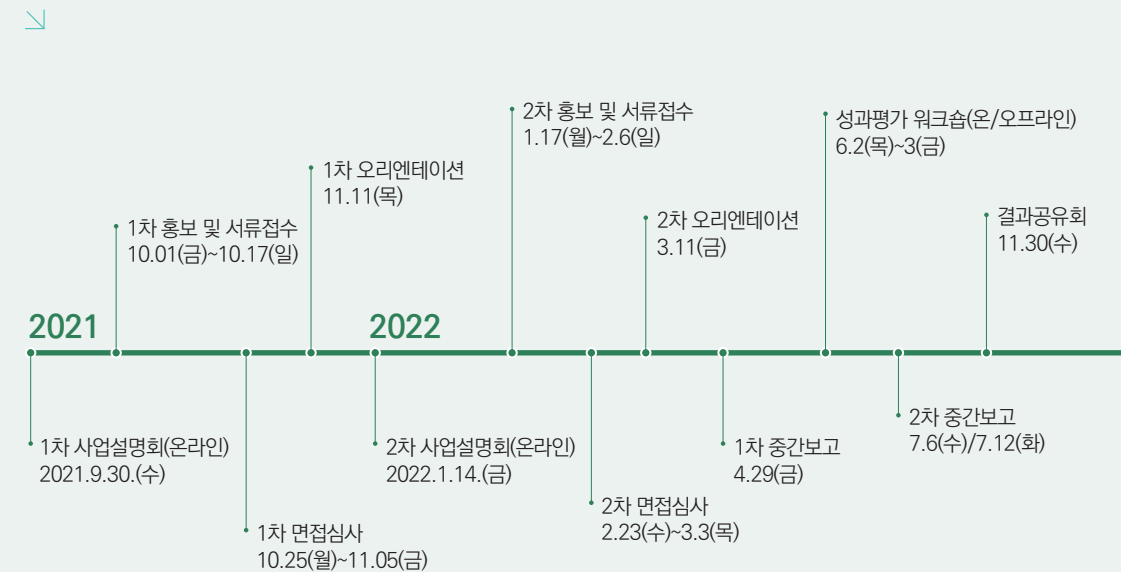 2021
1차 사업설명회(온라인)
2021.9.30.(수)
1차 홍보 및 서류접수
10.01(금)~10.17(일)
1차 면접심사
10.25(월)~11.05(금)
1차 오리엔테이션
11.11(목)
2022
2차 사업설명회(온라인)
2022.1.14.(금)
2차 홍보 및 서류접수
1.17(월)~2.6(일)
2차 면접심사
2.23(수)~3.3(목)
2차 오리엔테이션
3.11(금)
1차 중간보고
4.29(금)
성과평가 워크숍(온/오프라인)
6.2(목)~3(금)
2차 중간보고
7.6(수)/7.12(화)
결과공유회
11.30(수)